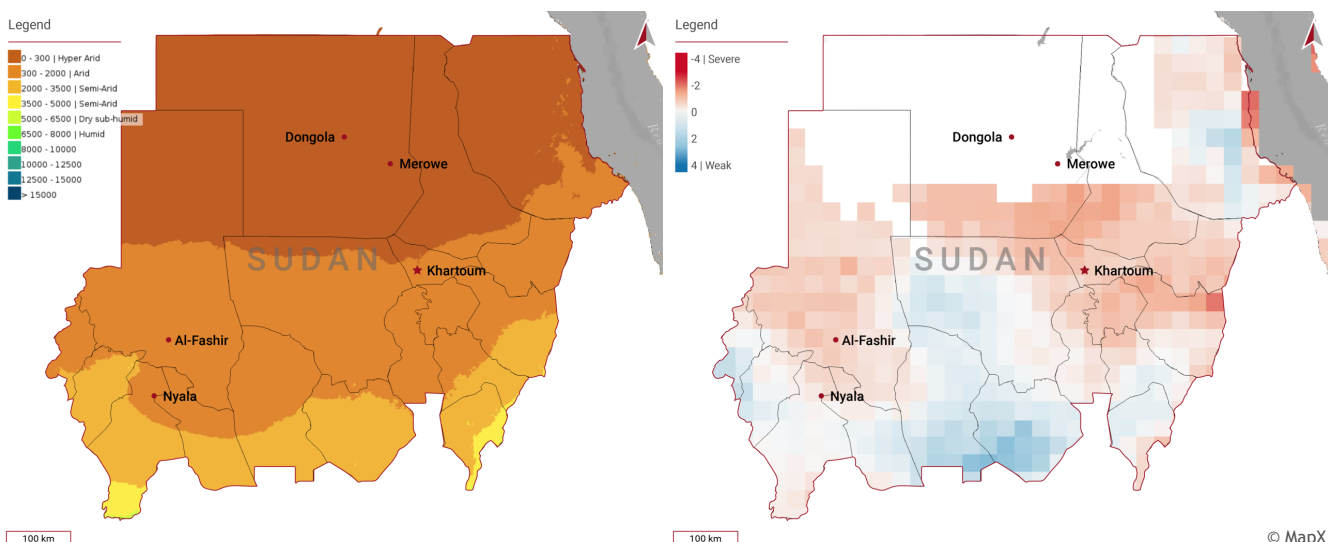 Legend
0 - 300 | Hyper Arid
300 - 2000 | Arid
2000 - 3500 | Semi-Arid
3500 - 5000 | Semi-Arid
5000 - 6500 | Dry sub-humid
6500 - 8000 | Humid
8000 - 10000
10000 - 12500
12500 - 15000
> 15000
Dongola
Merowe
SUDAN
Khartoum
Al-Fashir
Nyala
100 km
Legend
-4 | Severe
-2
0
2
4 | Weak
Dongola
Merowe
SUDAN
Khartoum
Al-Fashir
Nyala
100 km
© MapX